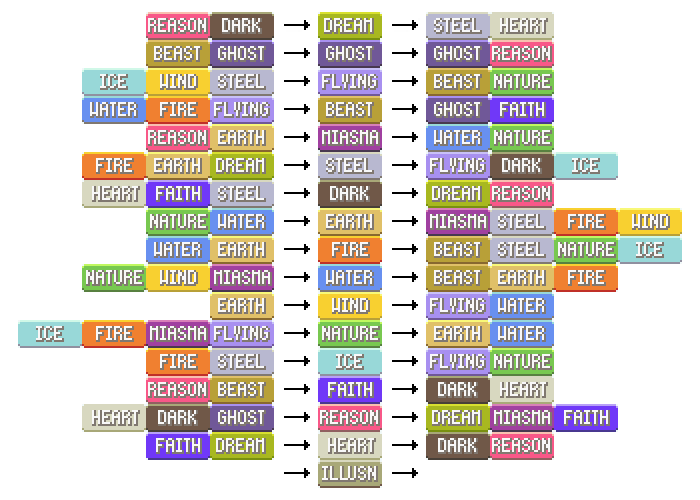 REASON DARK DREAM STEEL HEART
BEAST GHOST GHOST GHOST REASON
ICE WIND STEEL FLYING BEAST NATURE
WATER FIRE FLYING BEAST GHOST FAITH
REASON EARTH MIASMA WATER NATURE
FIRE EARTH DREAM STEEL FLYING DARK ICE
HEART FAITH STEEL DARK DREAM REASON
NATURE WATER EARTH MIASMA STEEL FIRE WIND
WATER EARTH FIRE BEAST STEEL NATURE ICE
NATURE WIND MIASMA WATER BEAST EARTH FIRE
EARTH WIND FLYING WATER
ICE FIRE MIASMA FLYING NATURE EARTH WATER
FIRE STEEL ICE FLYING NATURE
REASON BEAST FAITH DARK HEART
HEART DARK GHOST REASON DREAM MIASMA FAITH
FAITH DREAM HEART DARK REASON
ILLUSN